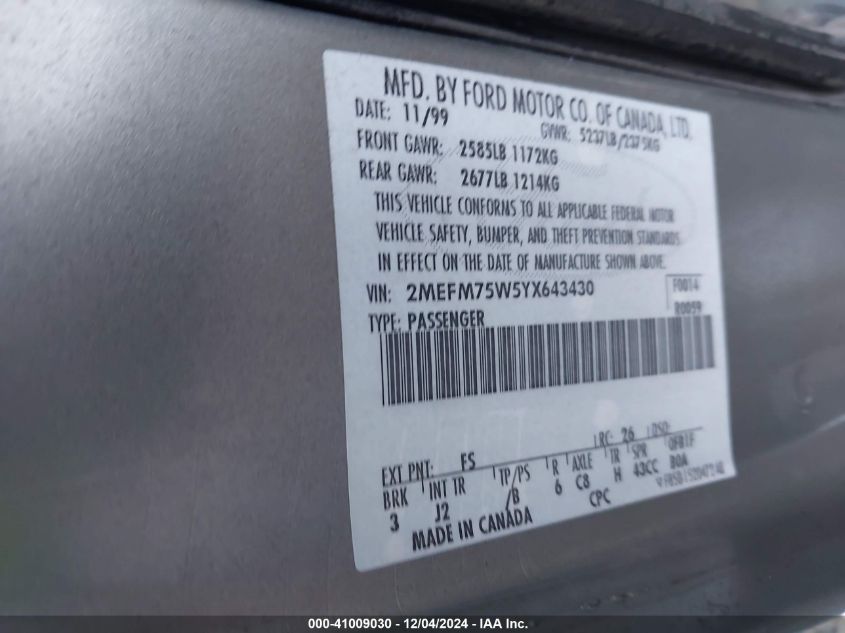 MFD. BY FORD MOTOR CO. OF CANADA, LTD.
DATE: 11/99 GVWR: 5237LB/2375KG
FRONT GAWR: 2585LB 1172KG
REAR GAWR: 2677LB 1214KG
THIS VEHICLE CONFORMS TO ALL APPLICABLE FEDERAL MOTOR
VEHICLE SAFETY, BUMPER, AND THEFT PREVENTION STANDARDS
IN EFFECT ON THE DATE OF MANUFACTURE SHOWN ABOVE.
VIN: 2MEFM75W5YX643430 F0014
TYPE: PASSENGER R0059
EXT PNT: FS RC: 26 DSO:
BRK INT TR TP/PS R AXLE TR SPR
3 J2 /B 6 C8 H 43CC BOA
MADE IN CANADA CPC
000-41009030 - 12/04/2024 - IAA Inc.